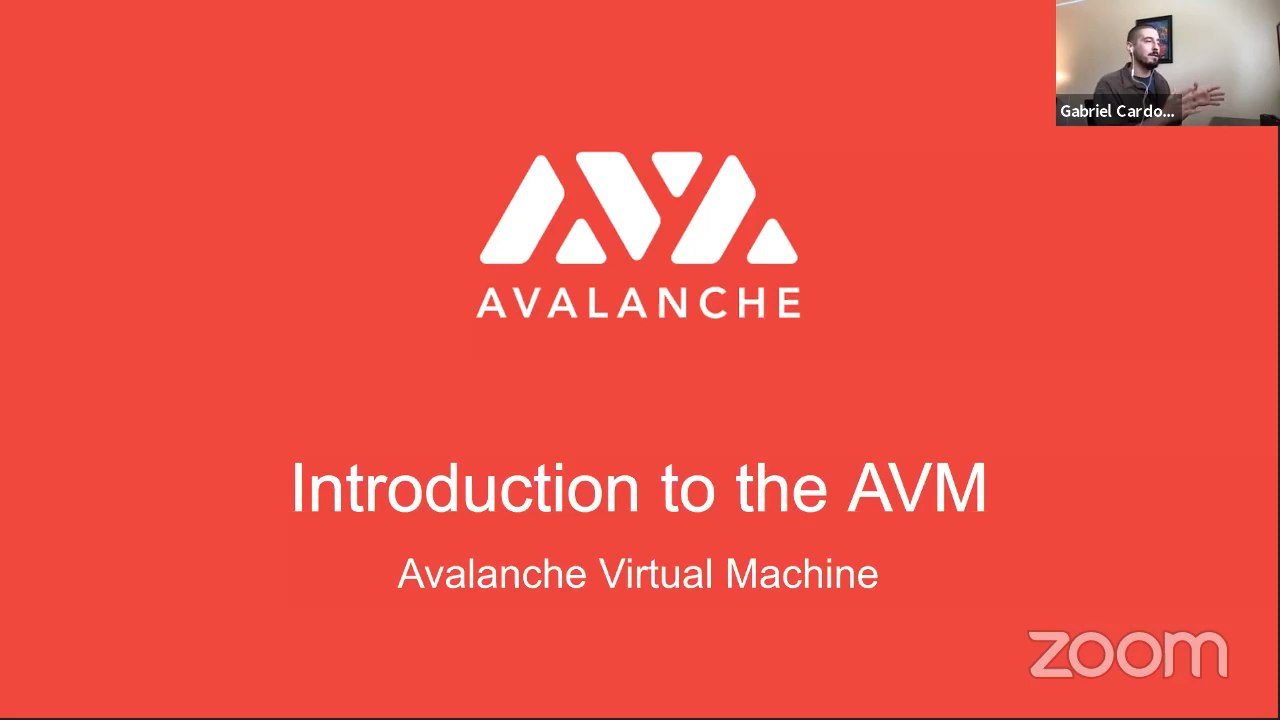 Gabriel Cardo...
AVALANCHE
Introduction to the AVM
Avalanche Virtual Machine
zoom